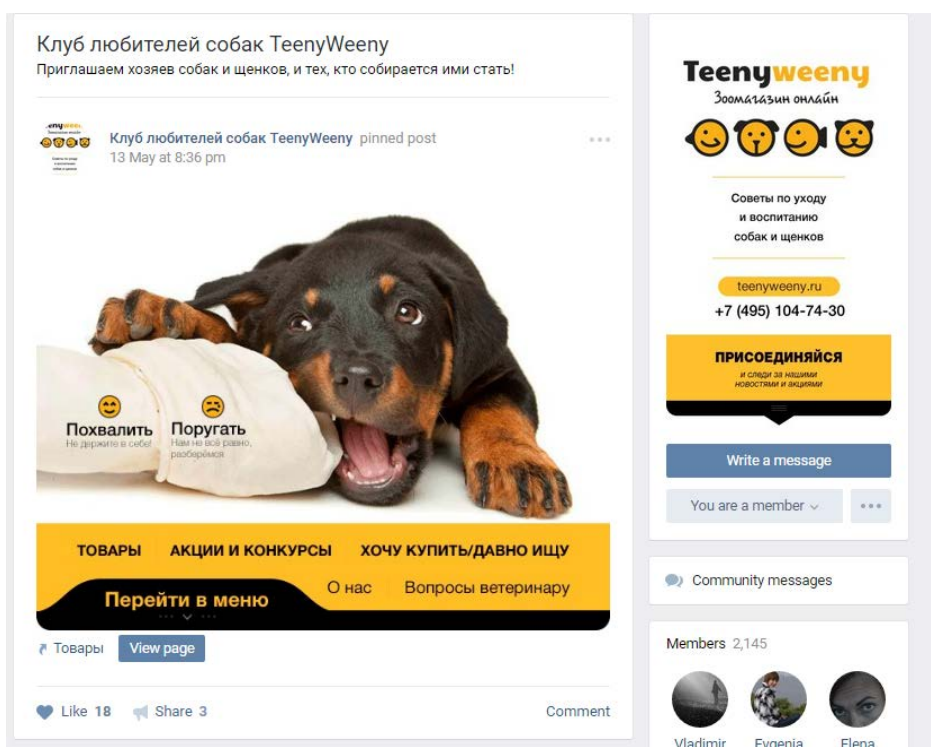 Клуб любителей собак TeenyWeeny
Приглашаем хозяев собак и щенков, и тех, кто собирается ими стать!
Клуб любителей собак TeenyWeeny pinned post
13 May at 8:36 pm
Похвалить
Не держите в себе!
Поругать
Нам не всё равно,
разберёмся
ТОВАРЫ АКЦИИ И КОНКУРСЫ ХОЧУ КУПИТЬ/ДАВНО ИЩУ
О нас Вопросы ветеринару
Перейти в меню
Товары View page
Like 18 Share 3 Comment
Teenyweeny
Зоомагазин онлайн
Советы по уходу
и воспитанию
собак и щенков
teenyweeny.ru
+7 (495) 104-74-30
ПРИСОЕДИНЯЙСЯ
и следи за нашими
новостями и акциями
Write a message
You are a member
Community messages
Members 2,145
Vladimir Evgenia Elena